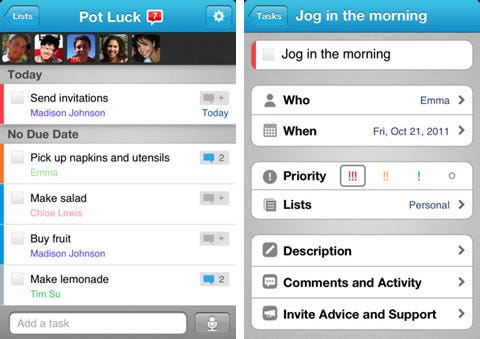 Lists
Pot Luck
7
Today
Send invitations
+
Madison Johnson
Today
No Due Date
Pick up napkins and utensils
2
Emma
Make salad
+
Chloe Lewis
Buy fruit
+
Madison Johnson
Make lemonade
2
Tim Su
Add a task
Tasks
Jog in the morning
Jog in the morning
Who
Emma
When
Fri, Oct 21, 2011
Priority
!!!
!!
!
Lists
Personal
Description
Comments and Activity
Invite Advice and Support